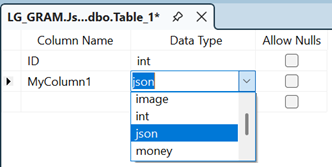 LG_GRAM.Js...dbo.Table_1*
Column Name Data Type Allow Nulls
ID int
MyColumn1 json
image
int
json
money